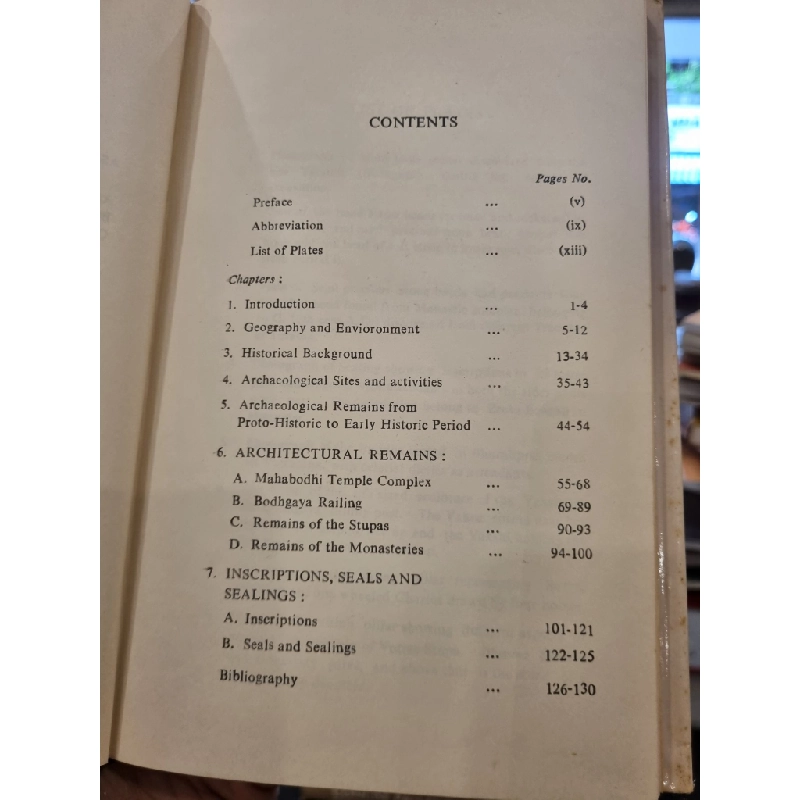 CONTENTS
Pages No.
Preface ... (v)
Abbreviation ... (ix)
List of Plates ... (xiii)
Chapters :
1. Introduction ... 1-4
2. Geography and Envioronment ... 5-12
3. Historical Background ... 13-34
4. Archaeological Sites and activities ... 35-43
5. Archaeological Remains from
Proto-Historic to Early Historic Period ... 44-54
6. ARCHITECTURAL REMAINS :
A. Mahabodhi Temple Complex ... 55-68
B. Bodhgaya Railing ... 69-89
C. Remains of the Stupas ... 90-93
D. Remains of the Monasteries ... 94-100
7. INSCRIPTIONS, SEALS AND
SEALINGS :
A. Inscriptions ... 101-121
B. Seals and Sealings ... 122-125
Bibliography ... 126-130